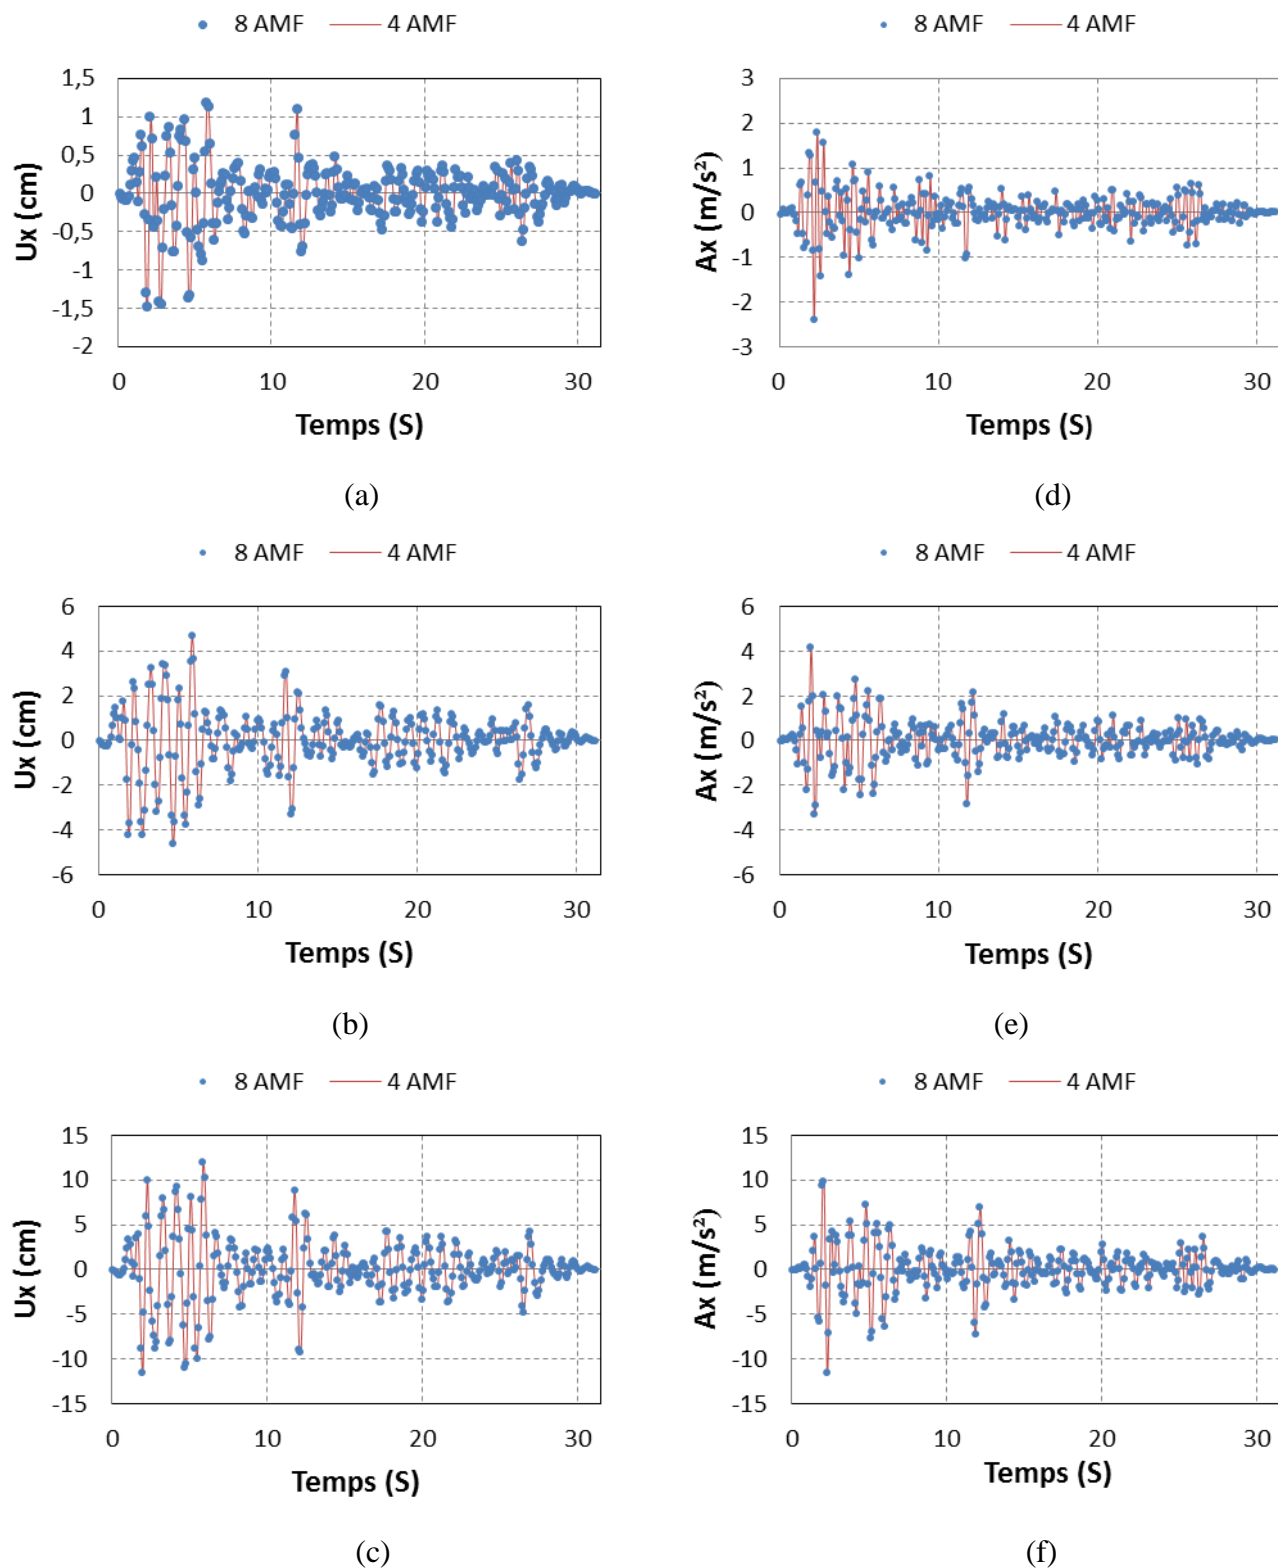 8 AMF 4 AMF
Ux (cm)
1,5
1
0,5
0
-0,5
-1
-1,5
-2
0 10 20 30
Temps (S)
(a)
8 AMF 4 AMF
Ax (m/s²)
3
2
1
0
-1
-2
-3
0 10 20 30
Temps (S)
(d)
8 AMF 4 AMF
Ux (cm)
6
4
2
0
-2
-4
-6
0 10 20 30
Temps (S)
(b)
8 AMF 4 AMF
Ax (m/s²)
6
4
2
0
-2
-4
-6
0 10 20 30
Temps (S)
(e)
8 AMF 4 AMF
Ux (cm)
15
10
5
0
-5
-10
-15
0 10 20 30
Temps (S)
(c)
8 AMF 4 AMF
Ax (m/s²)
15
10
5
0
-5
-10
-15
0 10 20 30
Temps (S)
(f)